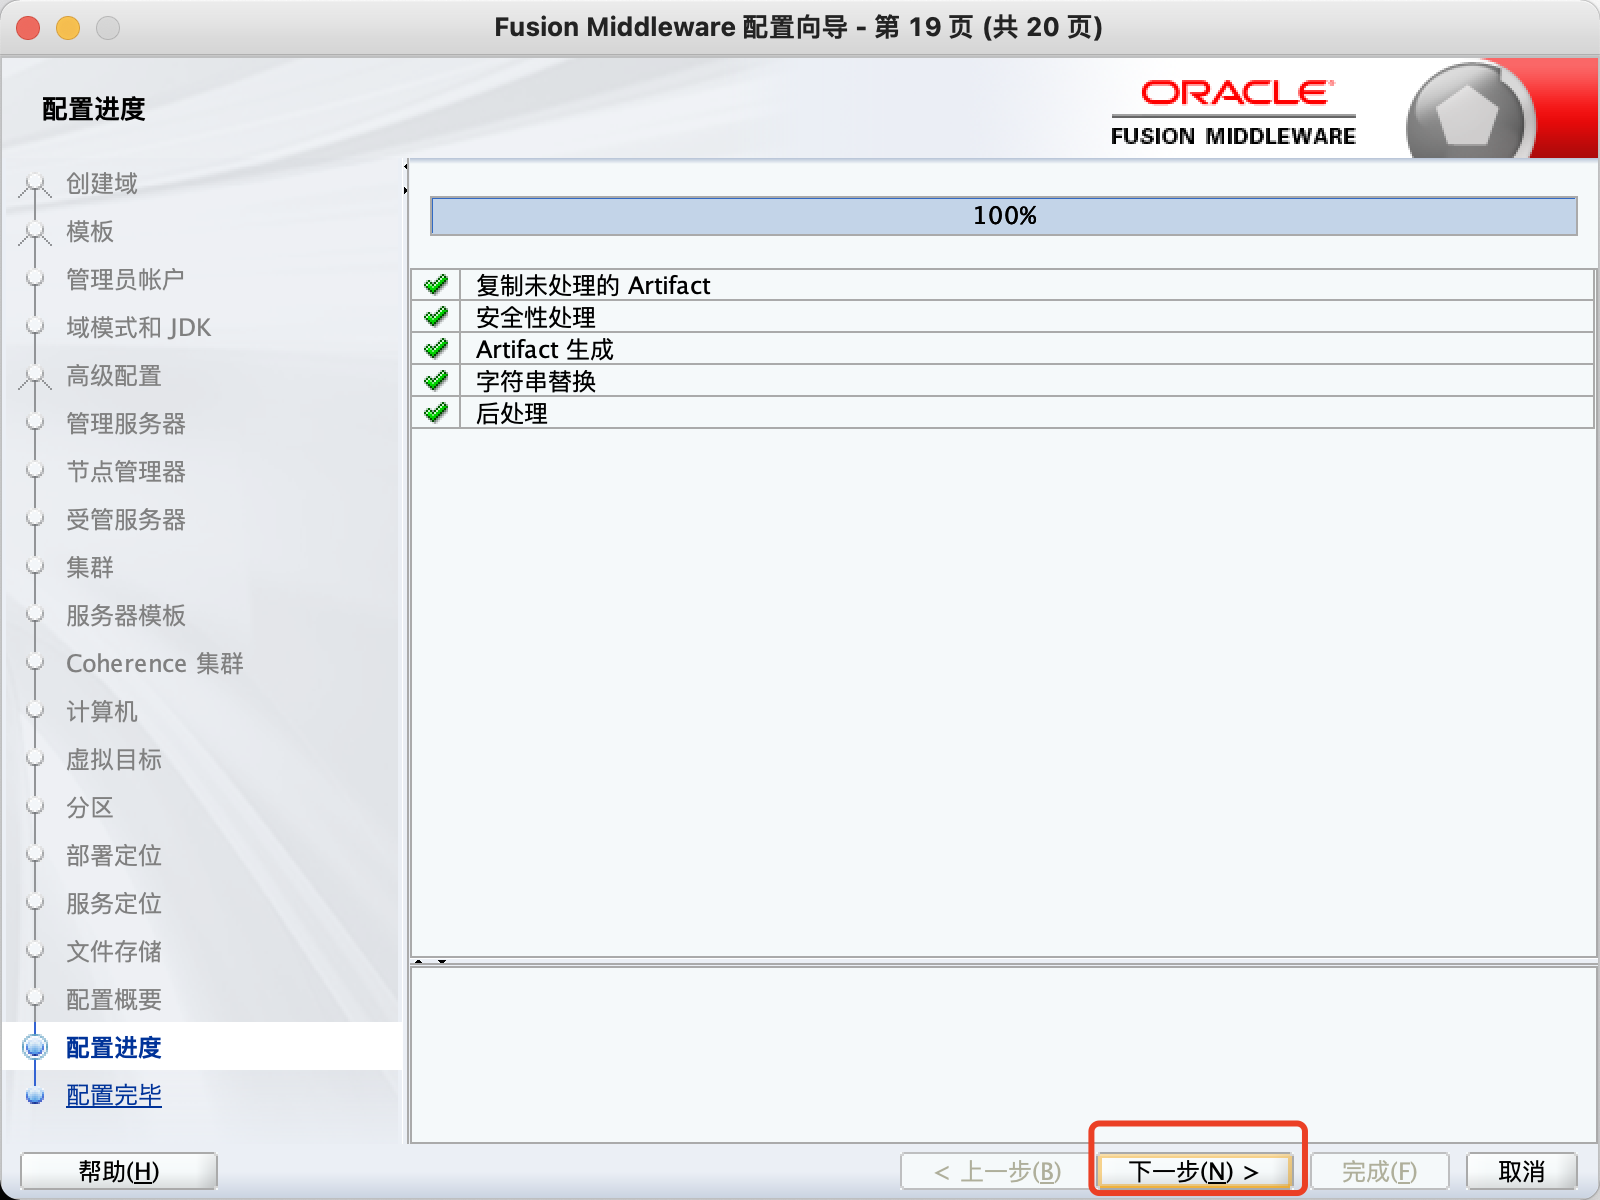 Fusion Middleware 配置向导 - 第 19 页 (共 20 页)
配置进度
ORACLE
FUSION MIDDLEWARE
创建域
模板
管理员帐户
域模式和 JDK
高级配置
管理服务器
节点管理器
受管服务器
集群
服务器模板
Coherence 集群
计算机
虚拟目标
分区
部署定位
服务定位
文件存储
配置概要
配置进度
配置完毕
100%
复制未处理的 Artifact
安全性处理
Artifact 生成
字符串替换
后处理
帮助(H)
< 上一步(B)
下一步(N) >
完成(F)
取消